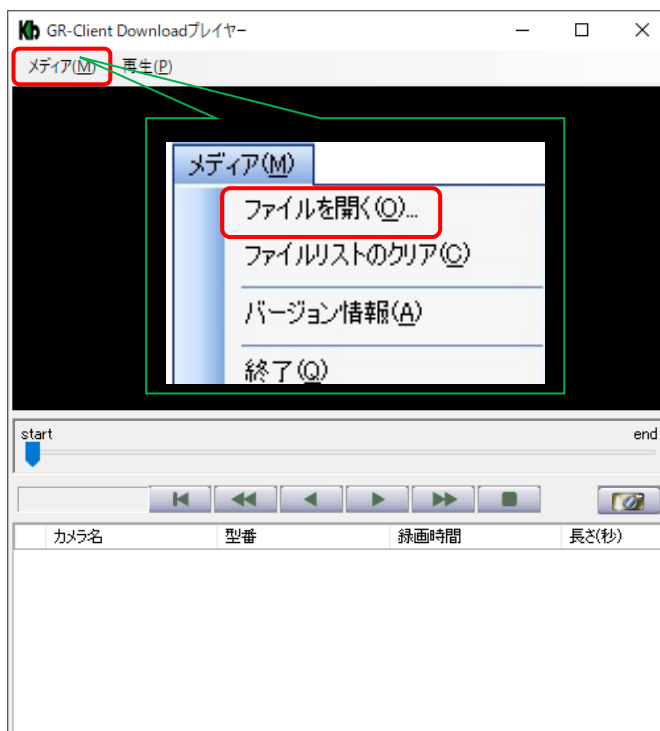 Kb GR-Client Downloadプレイヤー
メディア(M) 再生(P)
メディア(M)
ファイルを開く(O)...
ファイルリストのクリア(C)
バージョン情報(A)
終了(Q)
start end
カメラ名 型番 録画時間 長さ(秒)